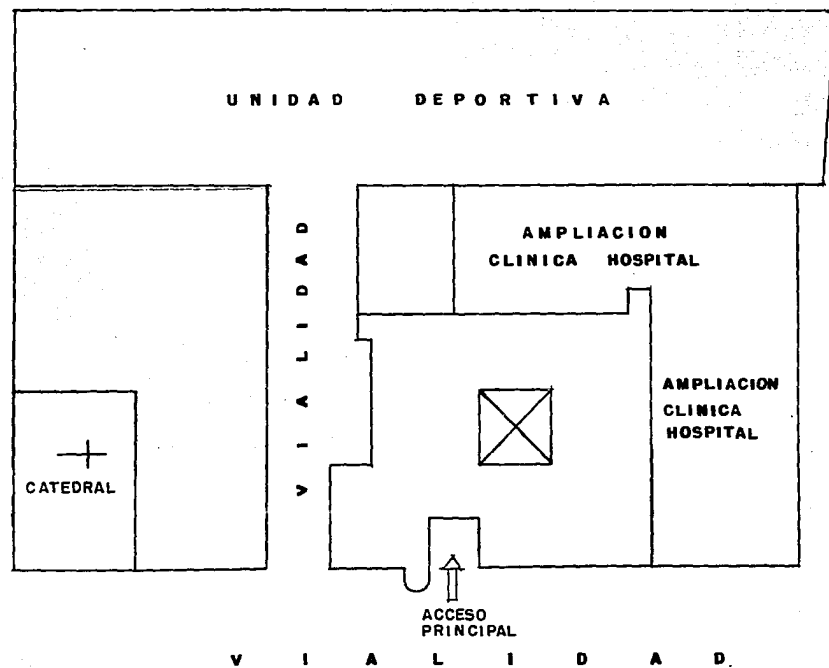 UNIDAD DEPORTIVA
VIALIDAD
AMPLIACION
CLINICA HOSPITAL
AMPLIACION
CLINICA
HOSPITAL
CATEDRAL
ACCESO
PRINCIPAL
VIALIDAD